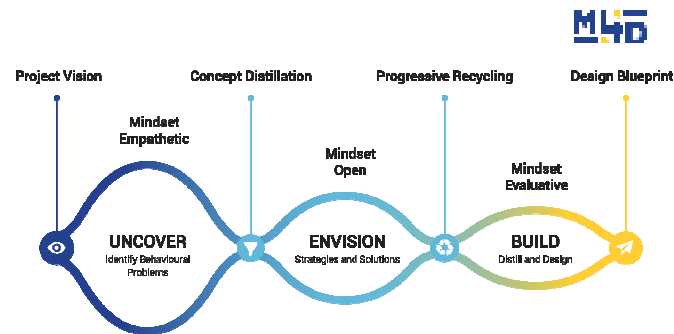 M4D
Project Vision
Concept Distillation
Progressive Recycling
Design Blueprint
Mindset
Empathetic
Mindset
Open
Mindset
Evaluative
UNCOVER
Identify Behavioural
Problems
ENVISION
Strategies and Solutions
BUILD
Distill and Design